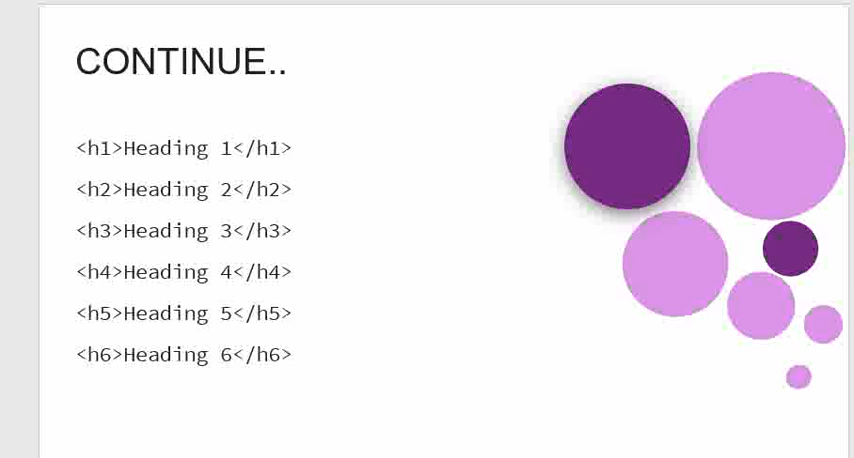 CONTINUE..
<h1>Heading 1</h1>
<h2>Heading 2</h2>
<h3>Heading 3</h3>
<h4>Heading 4</h4>
<h5>Heading 5</h5>
<h6>Heading 6</h6>